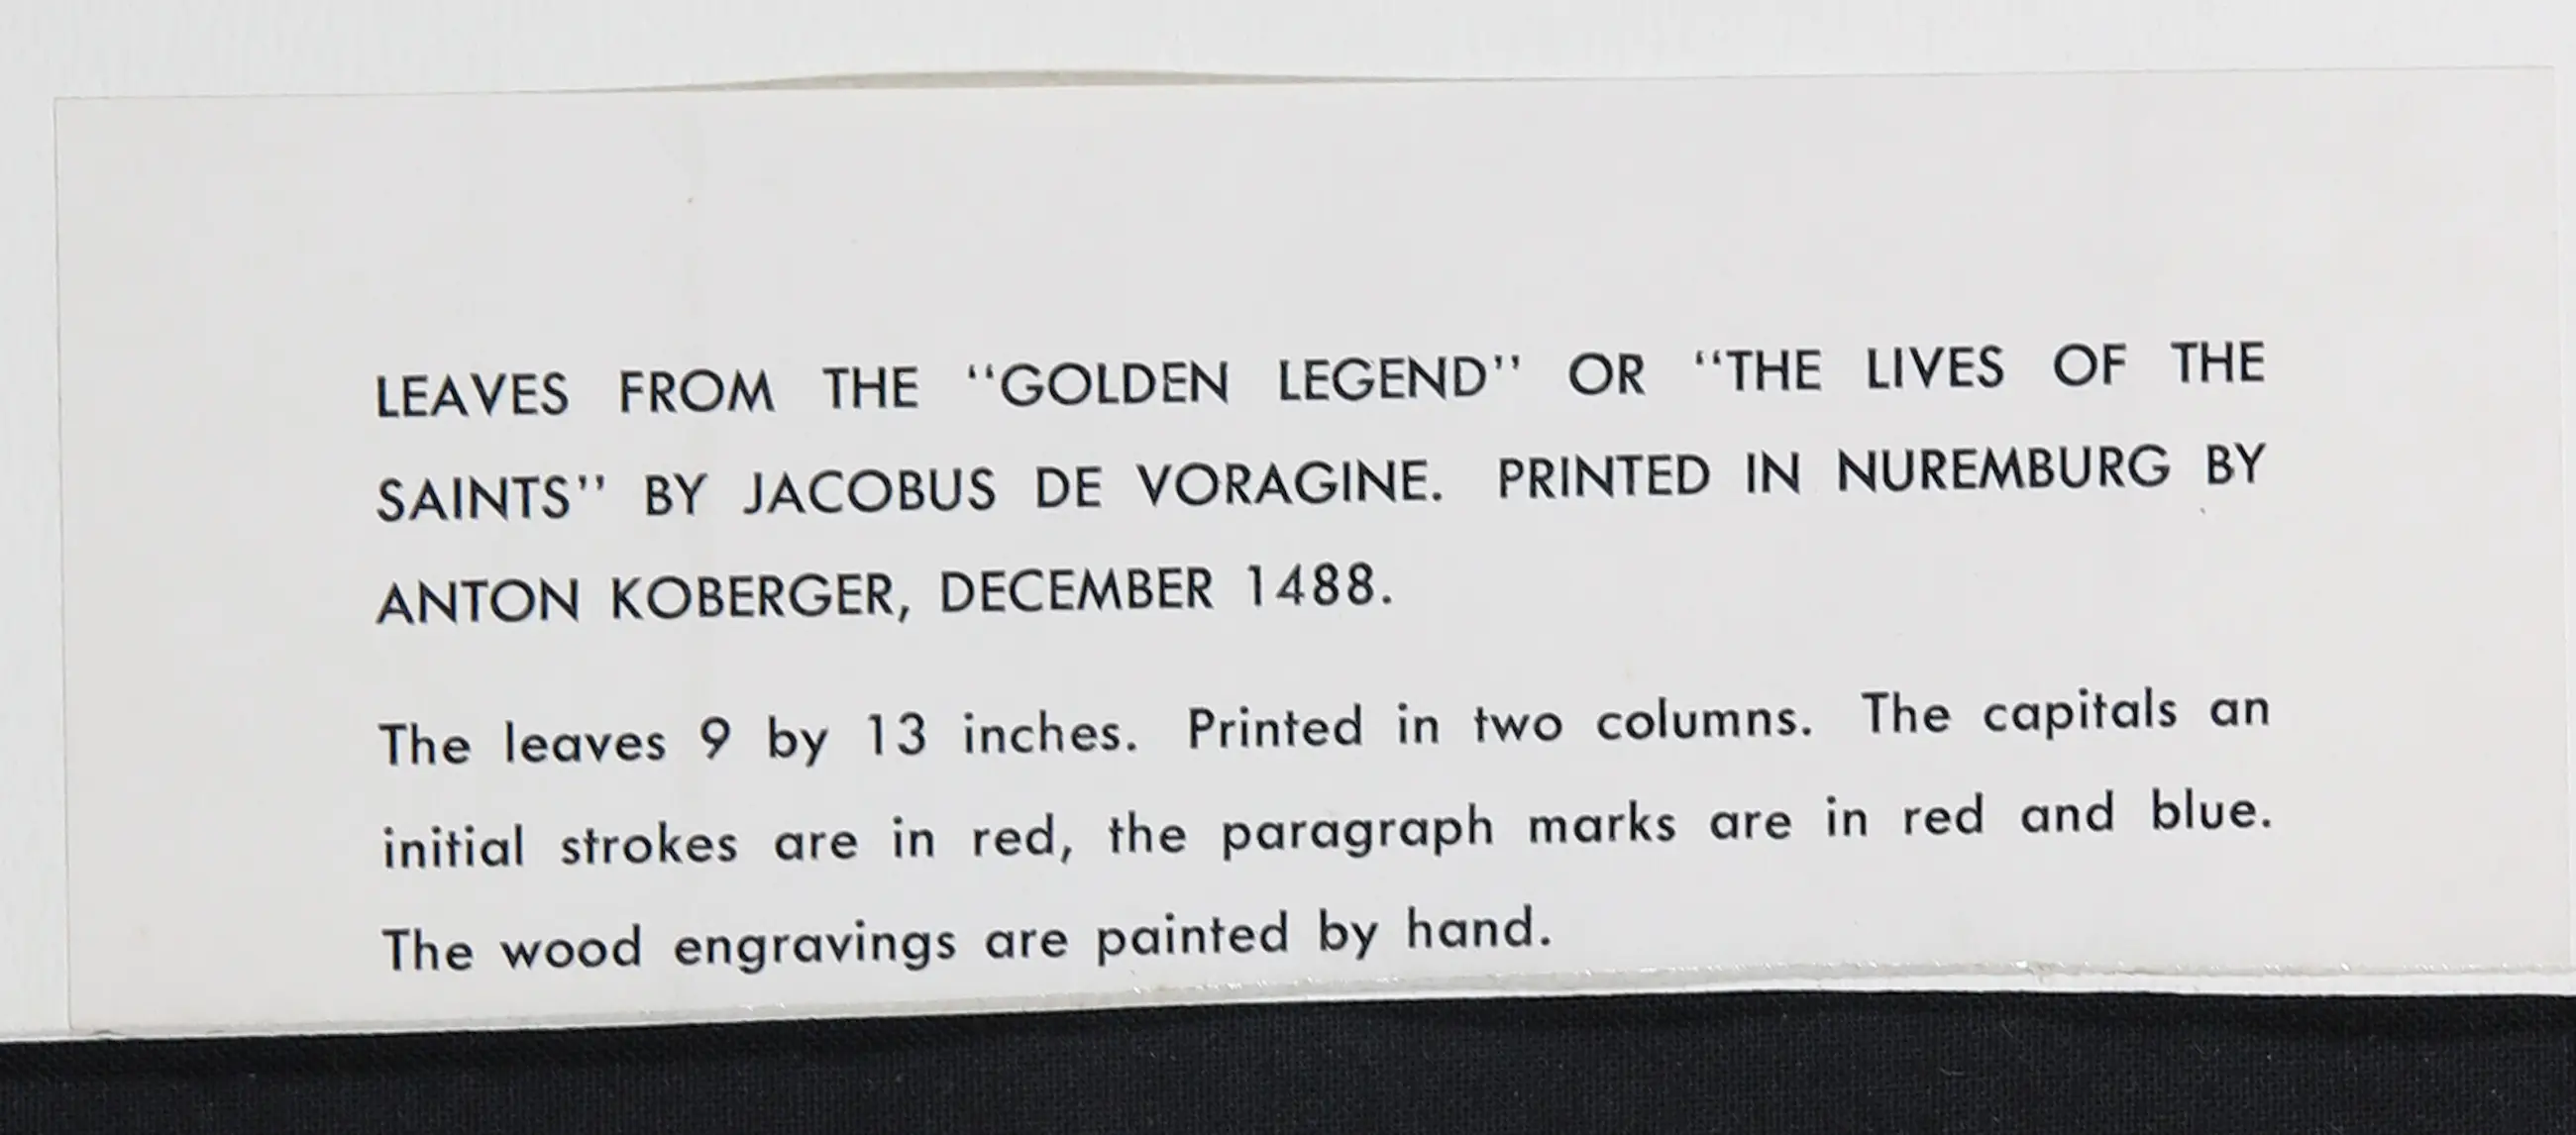 LEAVES FROM THE "GOLDEN LEGEND" OR "THE LIVES OF THE
SAINTS" BY JACOBUS DE VORAGINE. PRINTED IN NUREMBURG BY
ANTON KOBERGER, DECEMBER 1488.
The leaves 9 by 13 inches. Printed in two columns. The capitals an
initial strokes are in red, the paragraph marks are in red and blue.
The wood engravings are painted by hand.